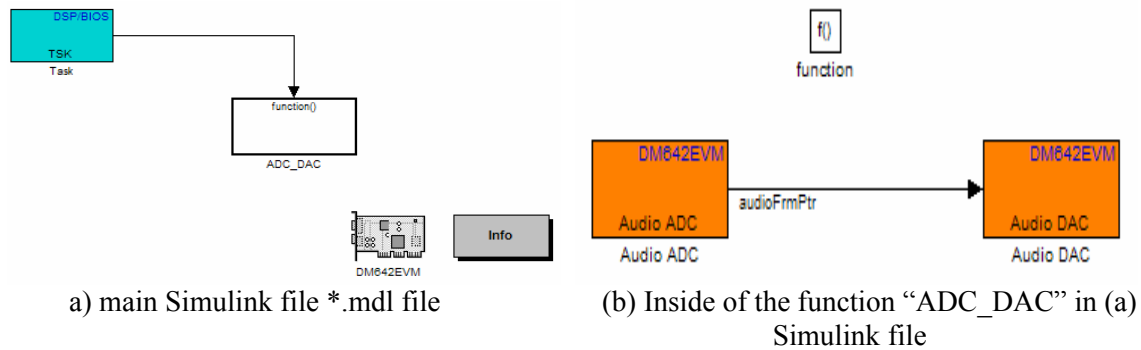 DSP/BIOS
TSK
Task
function()
ADC_DAC
DM642EVM
Info
a) main Simulink file *.mdl file
f()
function
DM642EVM
Audio ADC
Audio ADC
audioFrmPtr
DM642EVM
Audio DAC
Audio DAC
(b) Inside of the function “ADC_DAC” in (a)
Simulink file